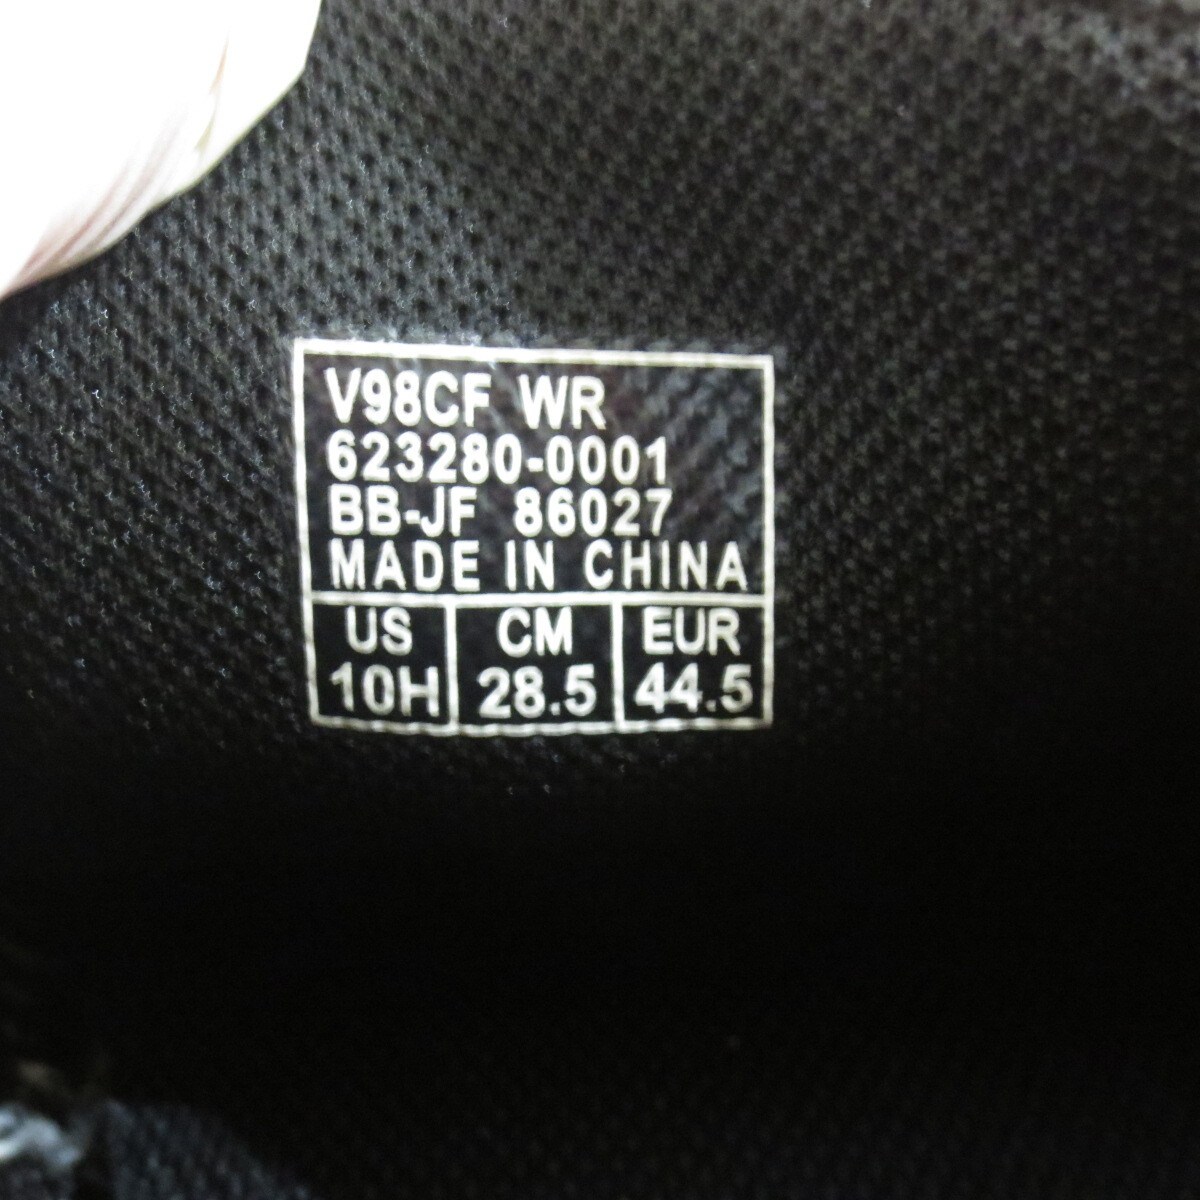 V98CF WR
623280-0001
BB-JF 86027
MADE IN CHINA
US CM EUR
10H 28.5 44.5